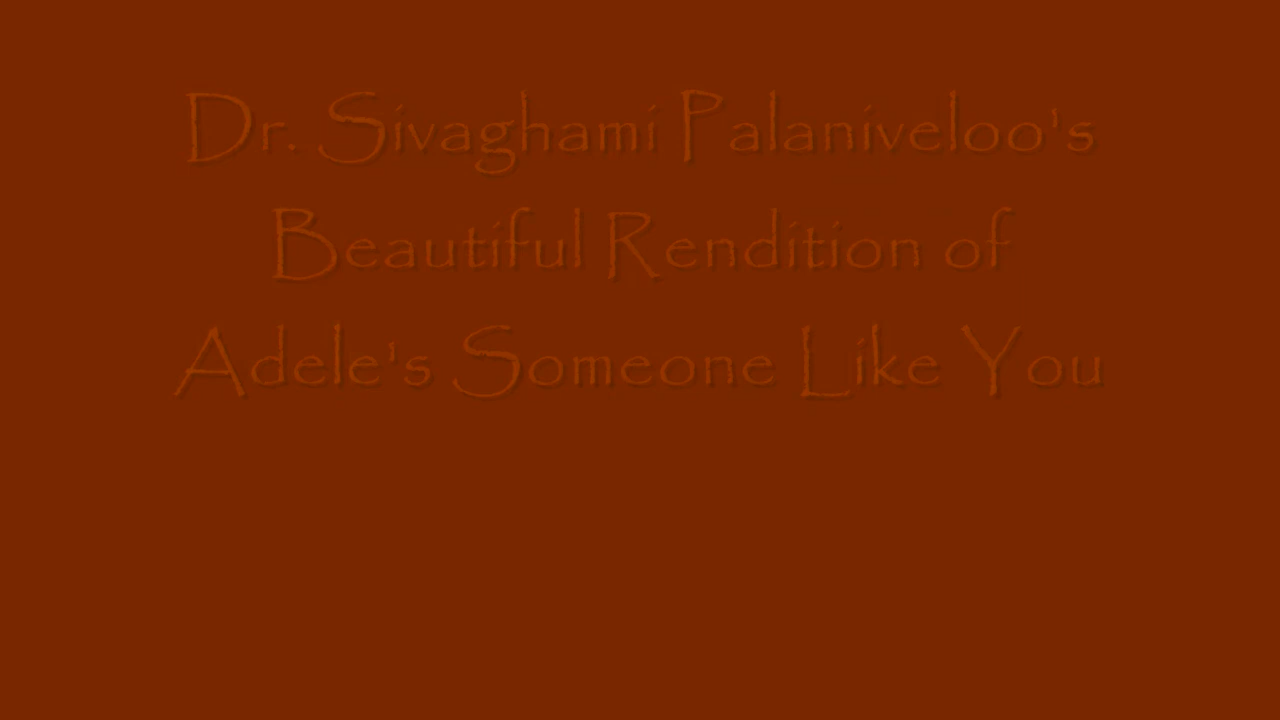 Dr. Sivaghami Palaniveloo's
Beautiful Rendition of
Adele's Someone Like You